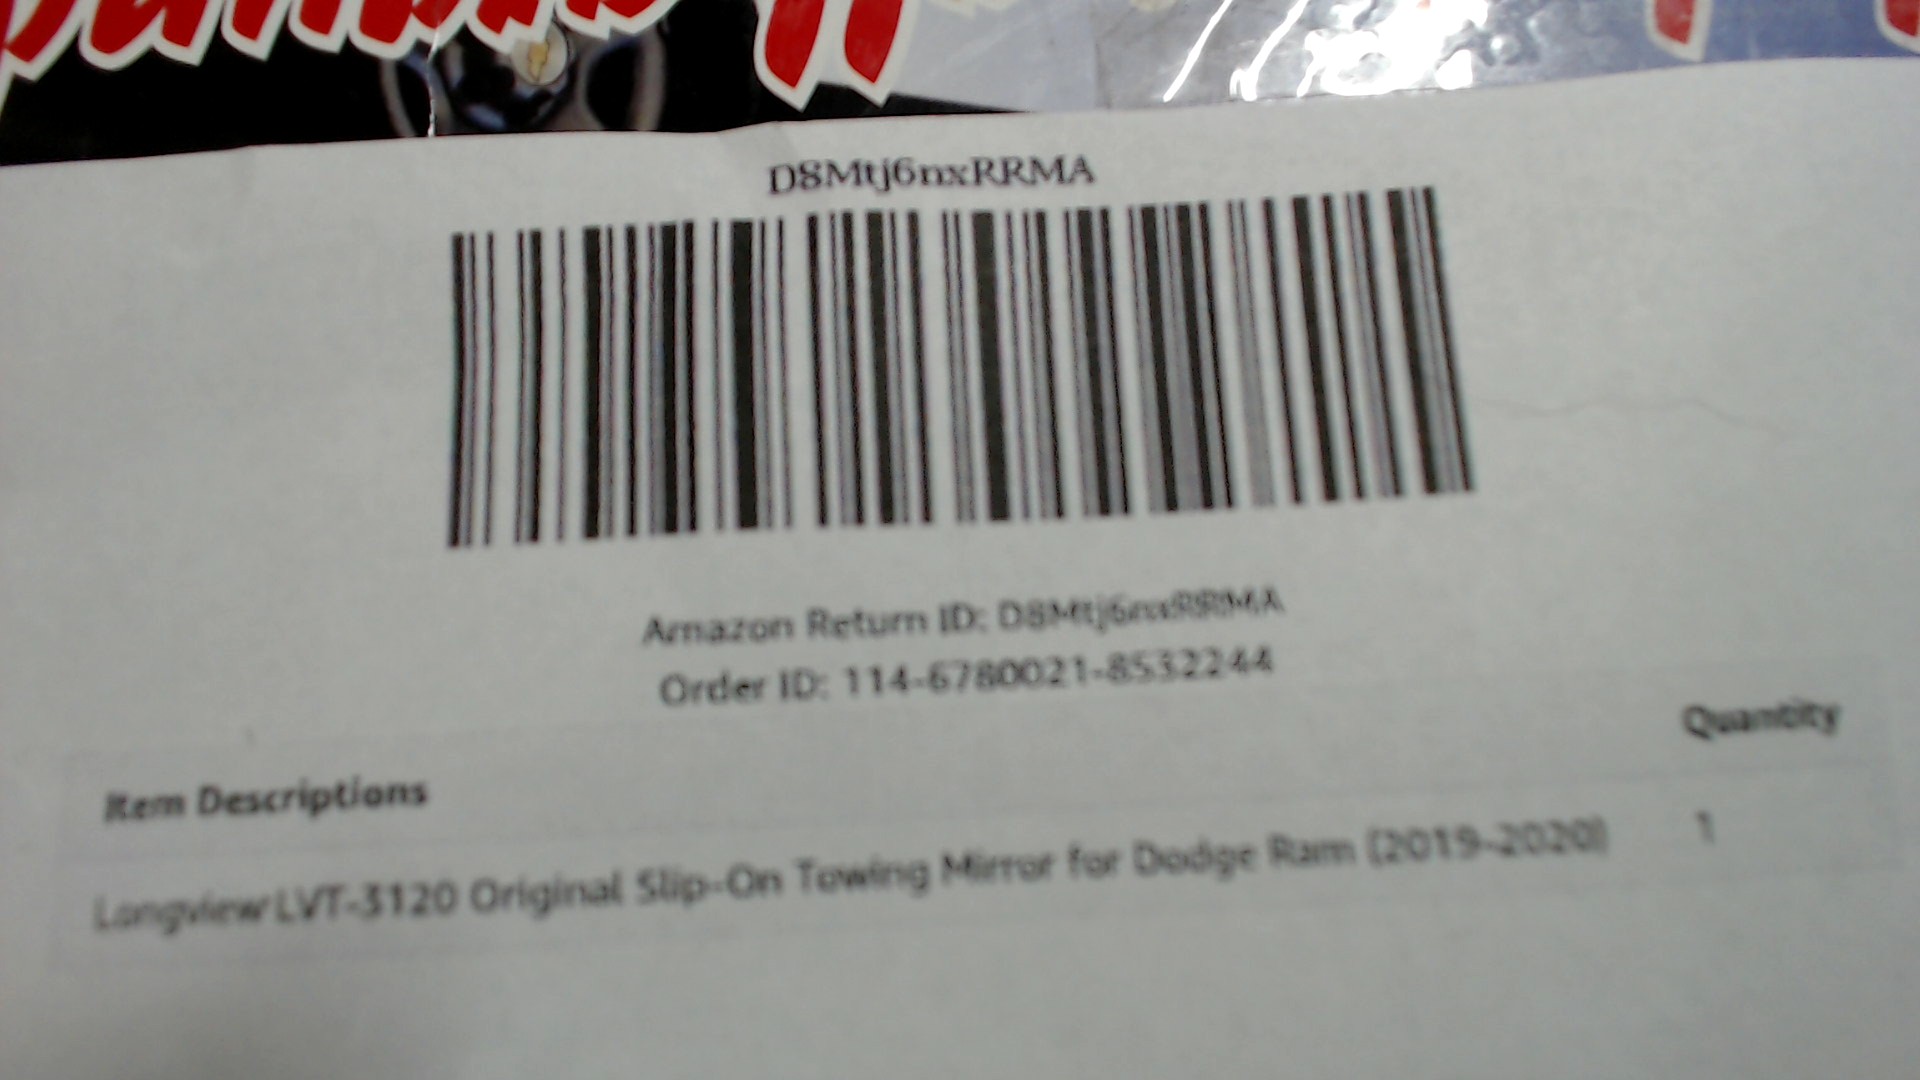 D8Mtj6nxRRMA
Amazon Return ID: D8Mtj6nxRRMA
Order ID: 114-6780021-8532244
Item Descriptions Quantity
Longview LVT-3120 Original Slip-On Towing Mirror for Dodge Ram (2019-2020) 1